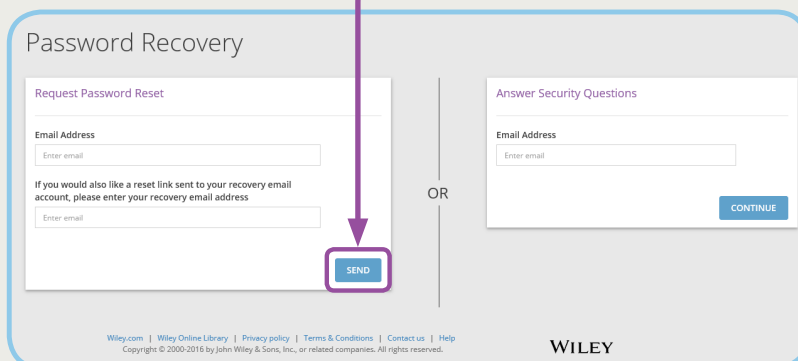 Password Recovery
Request Password Reset
Email Address
Enter email
If you would also like a reset link sent to your recovery email
account, please enter your recovery email address
Enter email
SEND
OR
Answer Security Questions
Email Address
Enter email
CONTINUE
Wiley.com | Wiley Online Library | Privacy policy | Terms & Conditions | Contact us | Help
Copyright © 2000-2016 by John Wiley & Sons, Inc., or related companies. All rights reserved.
WILEY